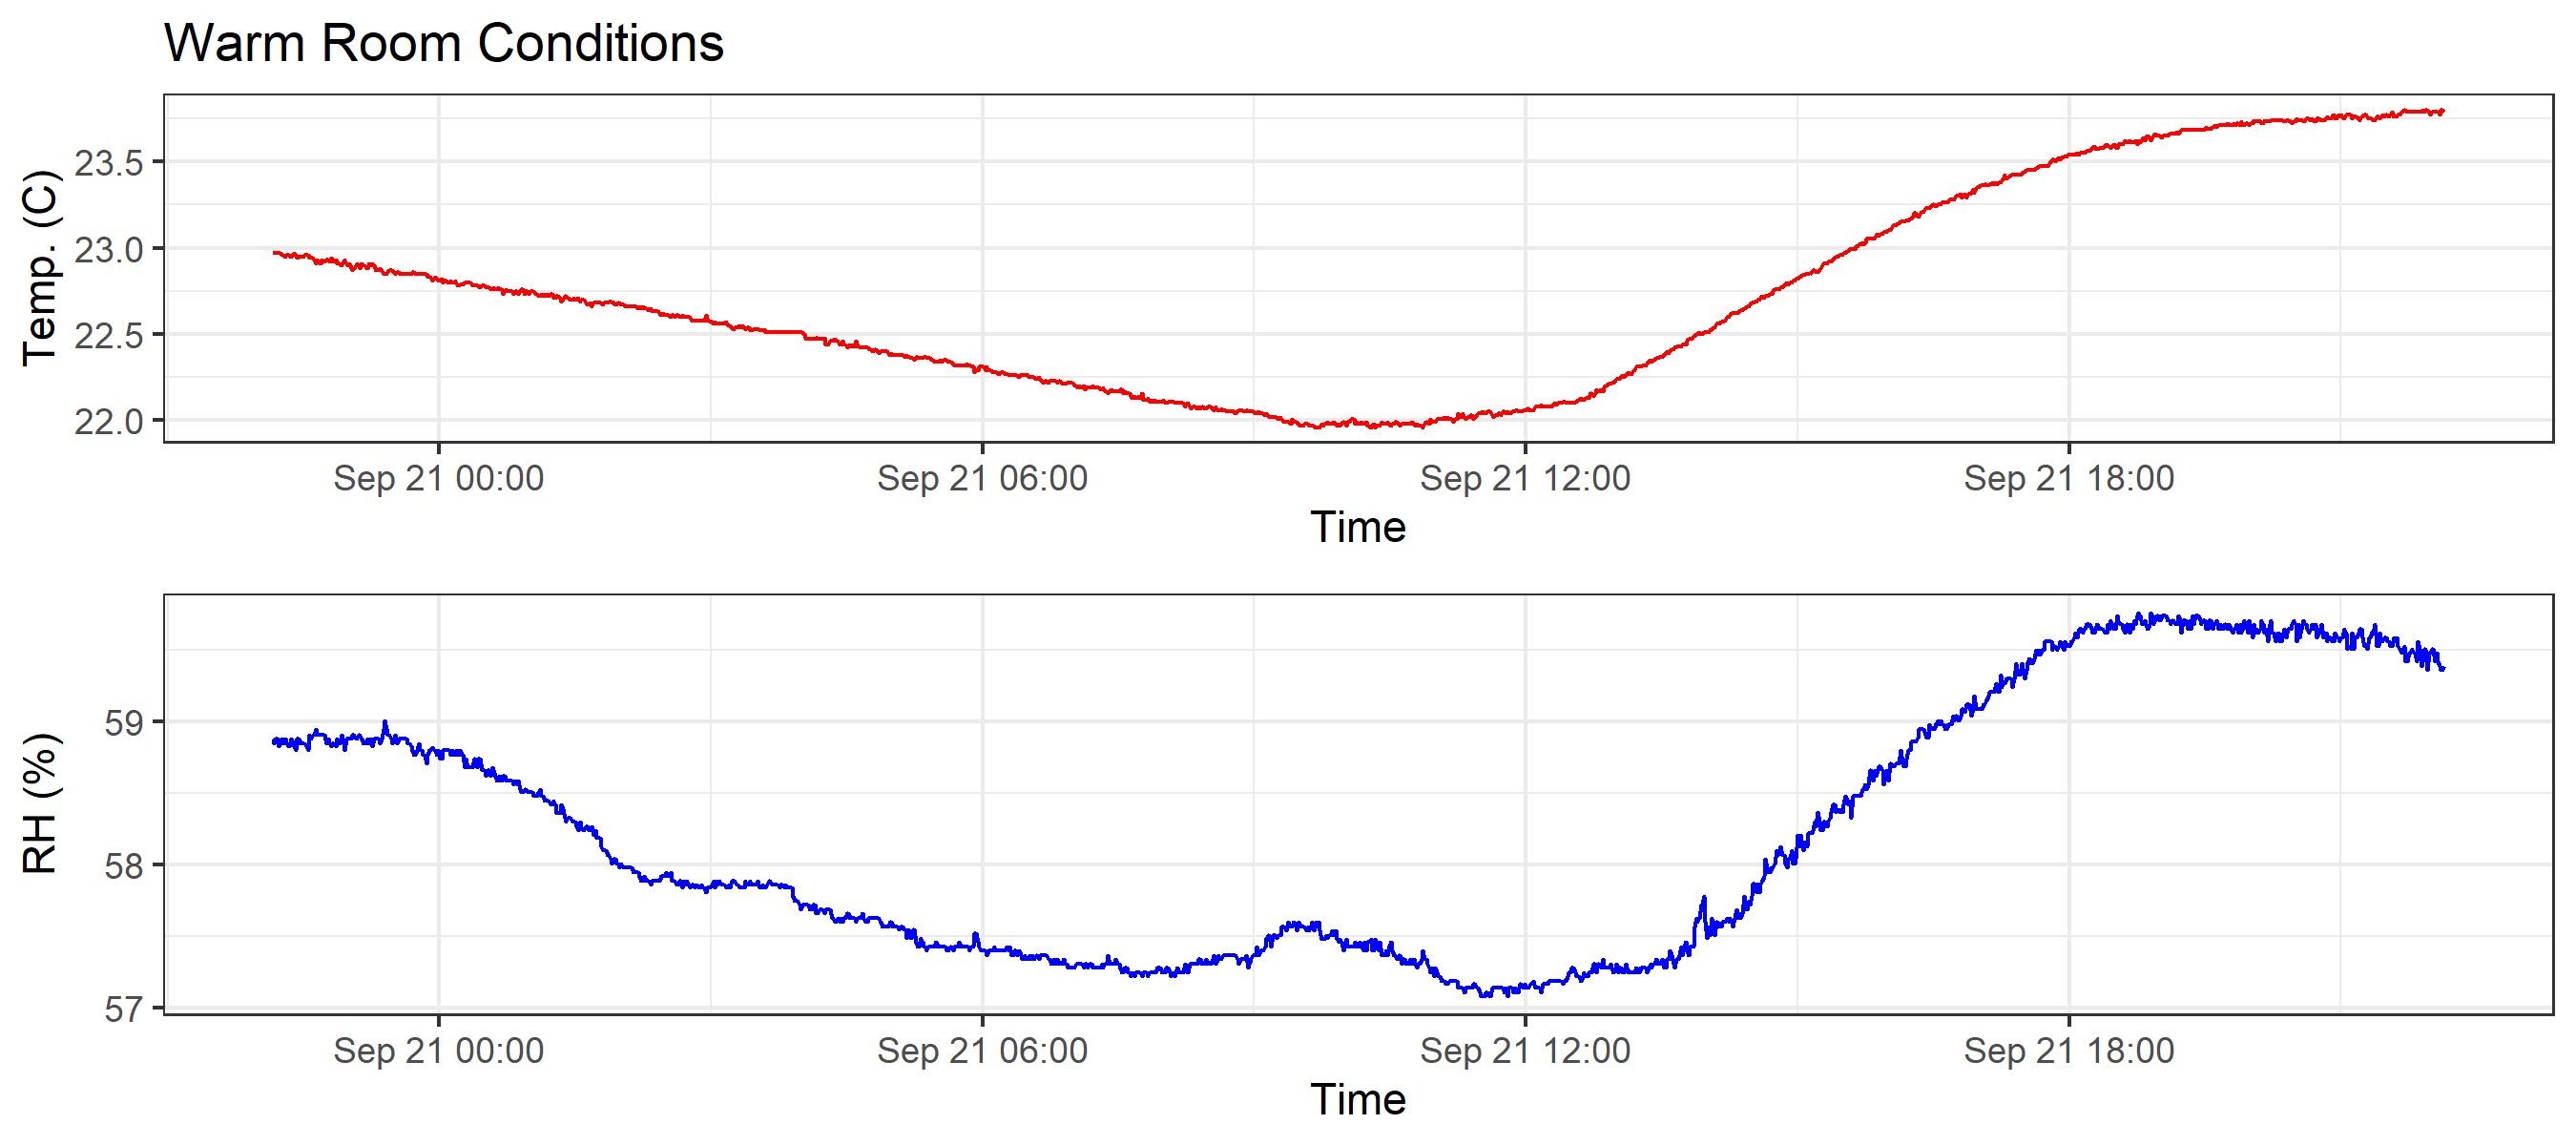 Warm Room Conditions
Temp. (C)
23.5
23.0
22.5
22.0
Sep 21 00:00 Sep 21 06:00 Sep 21 12:00 Sep 21 18:00
Time
RH (%)
59
58
57
Sep 21 00:00 Sep 21 06:00 Sep 21 12:00 Sep 21 18:00
Time